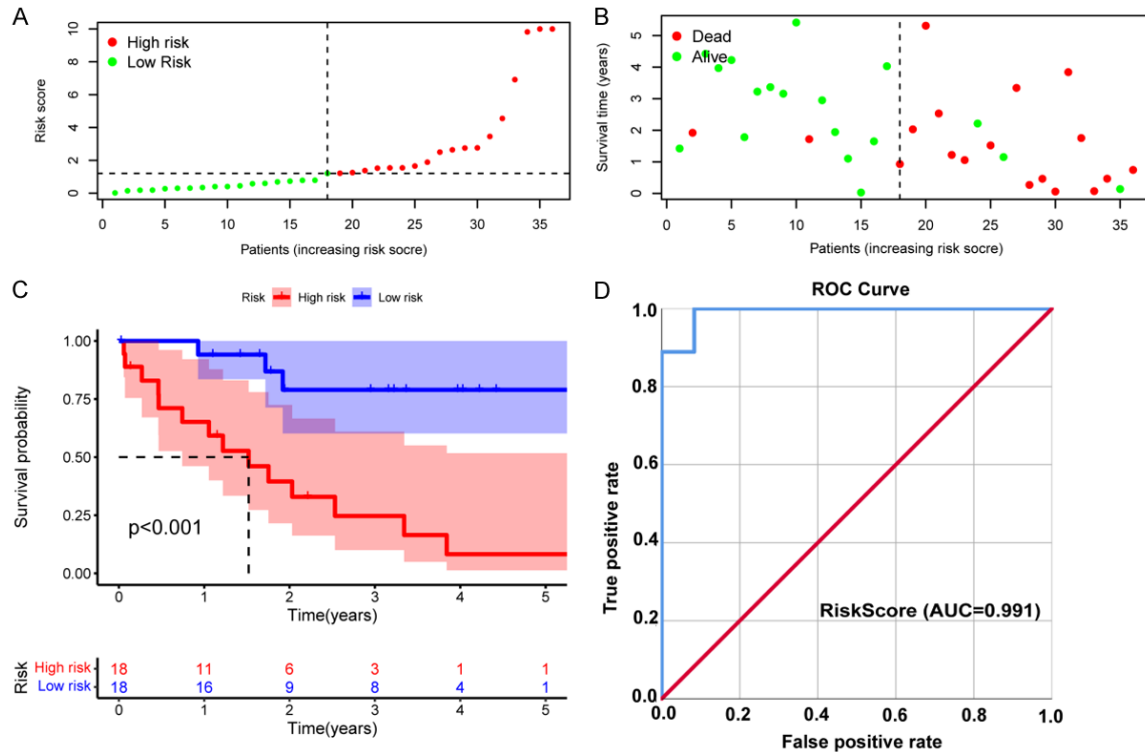 A
Risk score
10
8
6
4
2
0
High risk
Low Risk
0 5 10 15 20 25 30 35
Patients (increasing risk socre)
B
Survival time (years)
5
4
3
2
1
0
Dead
Alive
0 5 10 15 20 25 30 35
Patients (increasing risk socre)
C
Risk High risk Low risk
Survival probability
1.00
0.75
0.50
0.25
0.00
p<0.001
0 1 2 3 4 5
Time(years)
Risk
High risk 18 11 6 3 1 1
Low risk 18 16 9 8 4 1
0 1 2 3 4 5
Time(years)
D
ROC Curve
True positive rate
1.0
0.8
0.6
0.4
0.2
0.0
RiskScore (AUC=0.991)
0.0 0.2 0.4 0.6 0.8 1.0
False positive rate